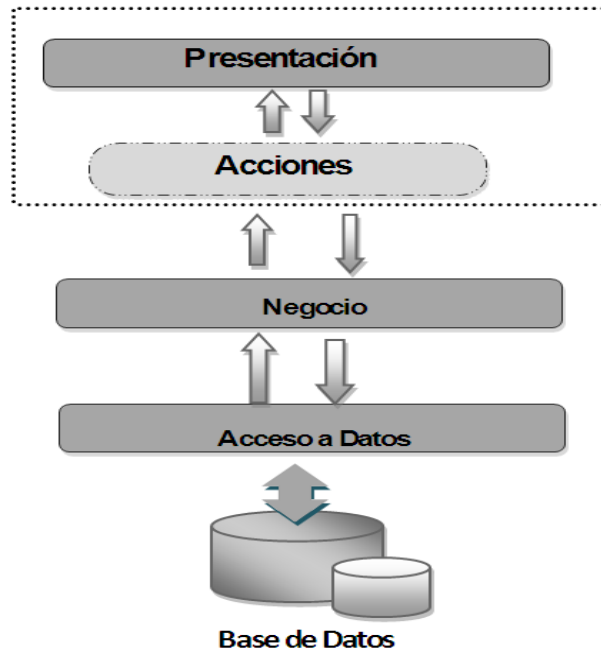 Presentación
Acciones
Negocio
Acceso a Datos
Base de Datos